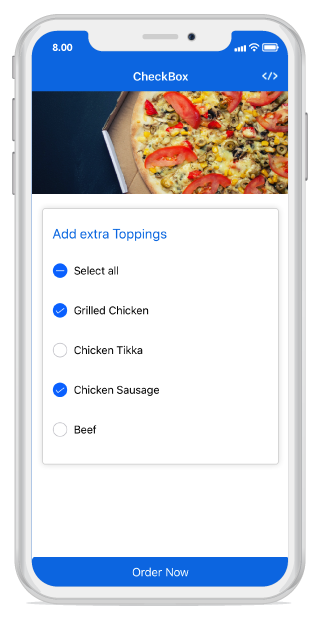 8.00
CheckBox
</>
Add extra Toppings
Select all
Grilled Chicken
Chicken Tikka
Chicken Sausage
Beef
Order Now